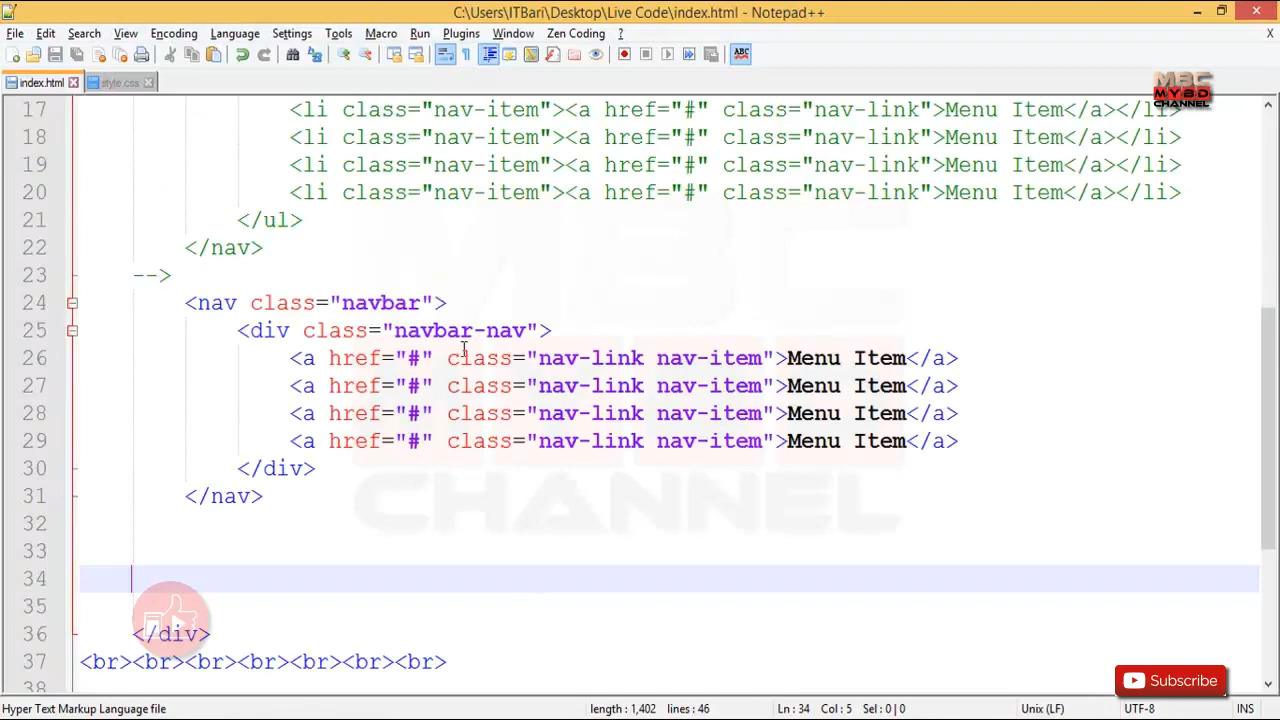 C:\Users\ITBari\Desktop\Live Code\index.html - Notepad++
File Edit Search View Encoding Language Settings Tools Macro Run Plugins Window Zen Coding ? X
ABC
index.html style.css
MBC
MYBD
CHANNEL
17 <li class="nav-item"><a href="#" class="nav-link">Menu Item</a></li>
18 <li class="nav-item"><a href="#" class="nav-link">Menu Item</a></li>
19 <li class="nav-item"><a href="#" class="nav-link">Menu Item</a></li>
20 <li class="nav-item"><a href="#" class="nav-link">Menu Item</a></li>
21 </ul>
22 </nav>
23 -->
24 <nav class="navbar">
25 <div class="navbar-nav">
26 <a href="#" class="nav-link nav-item">Menu Item</a>
27 <a href="#" class="nav-link nav-item">Menu Item</a>
28 <a href="#" class="nav-link nav-item">Menu Item</a>
29 <a href="#" class="nav-link nav-item">Menu Item</a>
30 </div>
31 </nav>
CHANNEL
32
33
34
35
36 </div>
37 <br><br><br><br><br><br><br>
38
Subscribe
Hyper Text Markup Language file length : 1,402 lines : 46 Ln : 34 Col : 5 Sel : 0 | 0 Unix (LF) UTF-8 INS